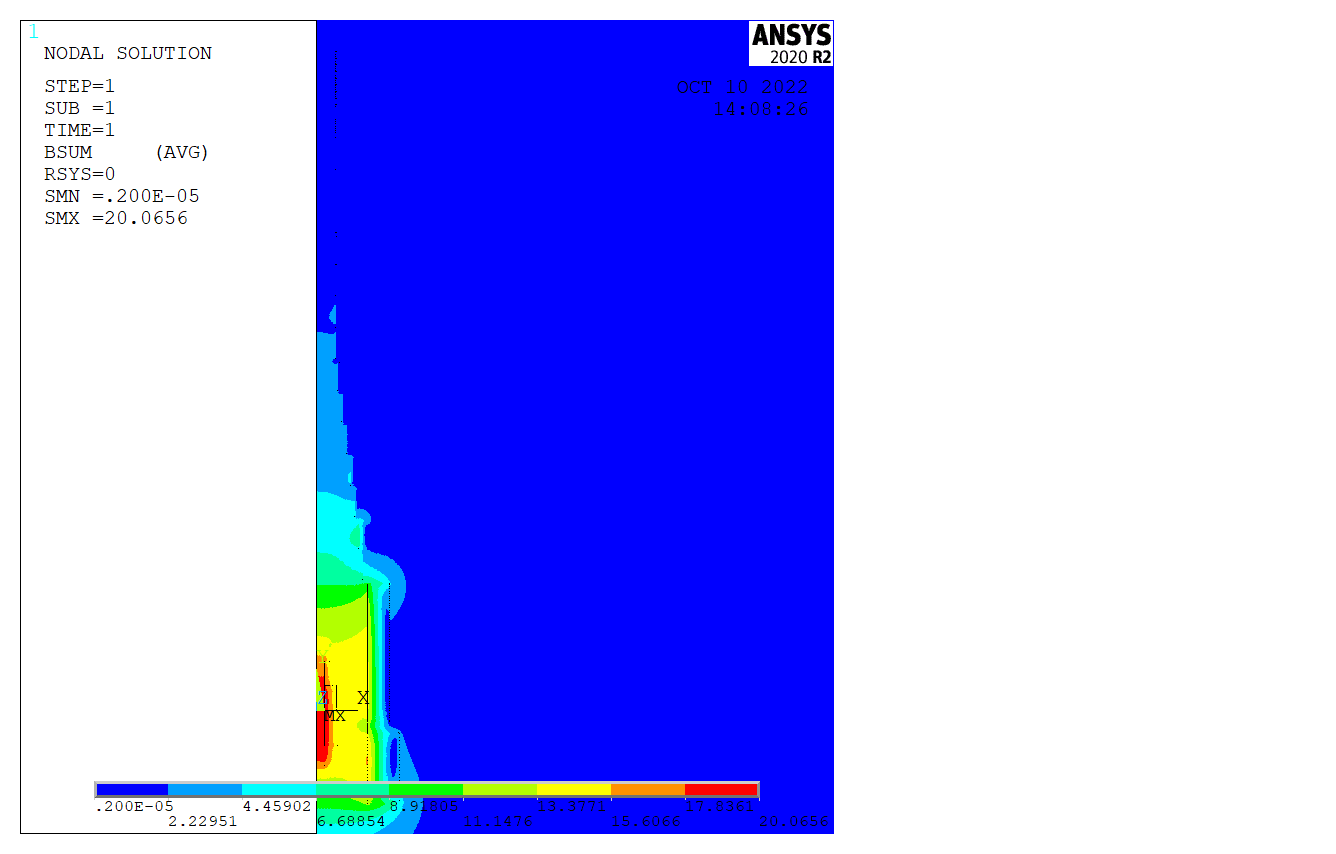 1
NODAL SOLUTION
STEP=1
SUB =1
TIME=1
BSUM (AVG)
RSYS=0
SMN =.200E-05
SMX =20.0656
ANSYS
2020 R2
OCT 10 2022
14:09:26
X
MX
.200E-05
2.22951
4.45902
6.68854
8.91805
11.1476
13.3771
15.6066
17.8361
20.0656